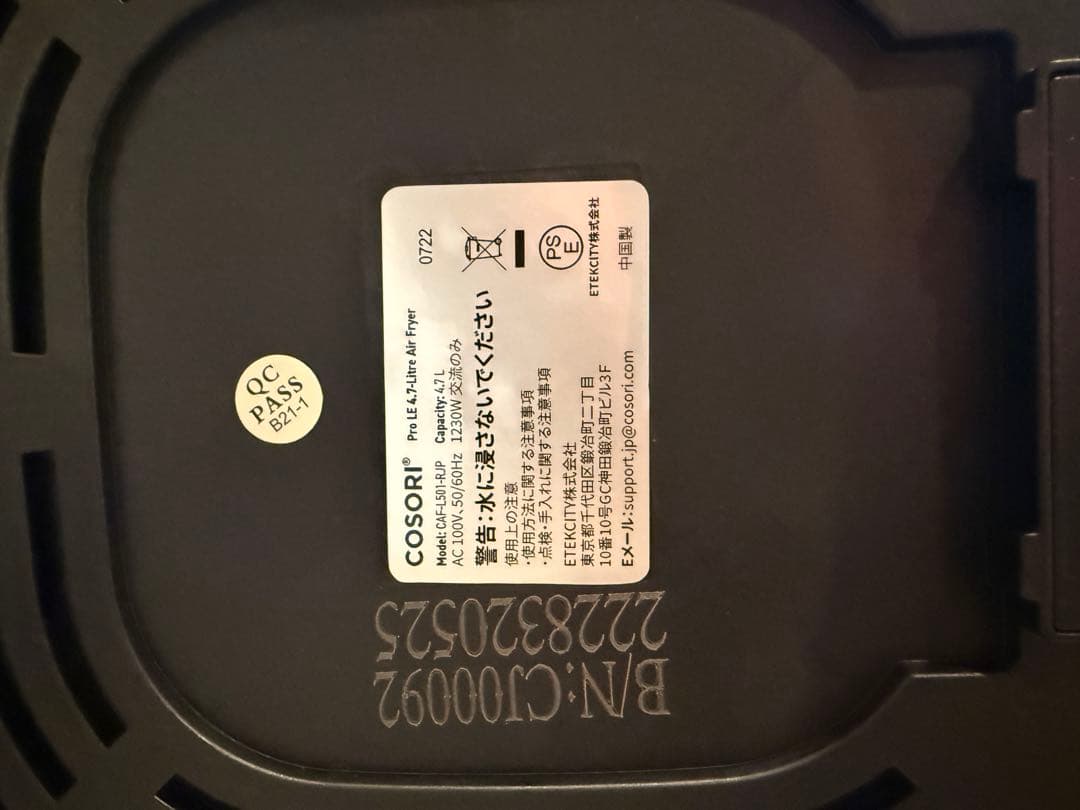 COSORI® Pro LE 4.7-Litre Air Fryer
Model: CAF-L501-RJP Capacity: 4.7 L 0722
AC 100V、50/60Hz 1230W 交流のみ
警告：水に浸さないでください
使用上の注意
・使用方法に関する注意事項
・点検・手入れに関する注意事項
PS
E
ETEKCITY株式会社
東京都千代田区鍛冶町二丁目
10番10号GC神田鍛冶町ビル3F
Eメール：support.jp@cosori.com
ETEKCITY株式会社
中国製
QC
PASS
B21-1
B/N:CJ00092
2228320525